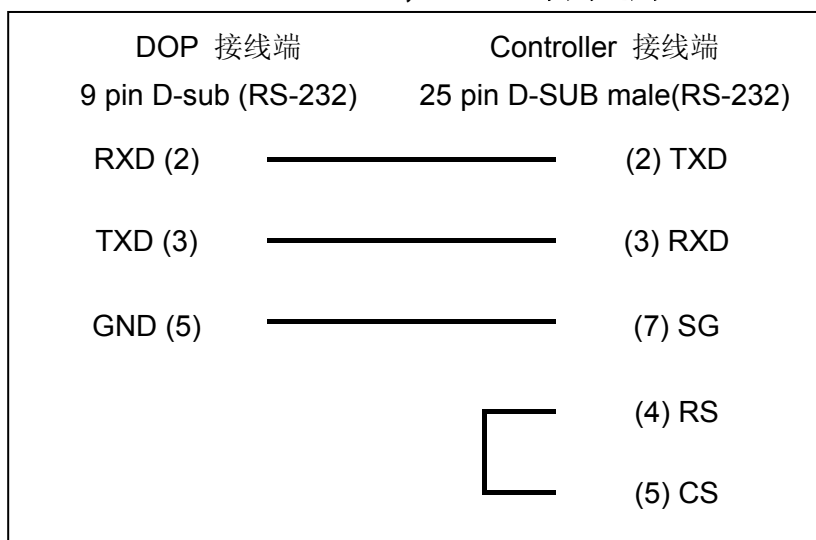 DOP 接线端 Controller 接线端
9 pin D-sub (RS-232) 25 pin D-SUB male(RS-232)
RXD (2) (2) TXD
TXD (3) (3) RXD
GND (5) (7) SG
(4) RS
(5) CS